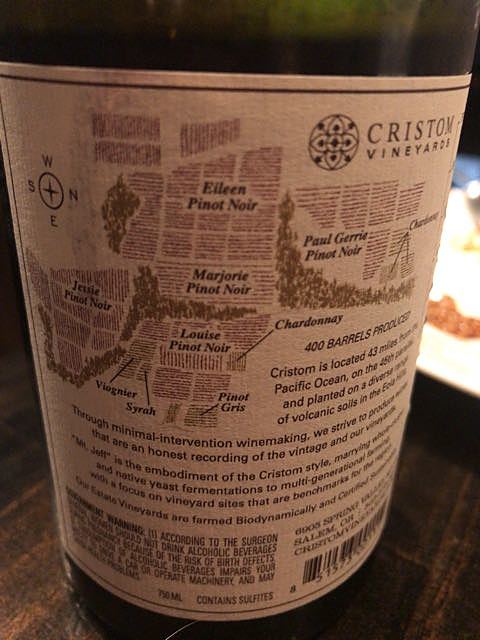 CRISTOM
VINEYARDS
W
S N
E
Eileen
Pinot Noir
Paul Gerrie
Pinot Noir
Chardonnay
Jessie
Pinot Noir
Marjorie
Pinot Noir
Louise
Pinot Noir
Chardonnay
Viognier
Syrah
Pinot
Gris
400 BARRELS PRODUCED
Cristom is located 43 miles from the
Pacific Ocean, on the 45th parallel
and planted on a diverse range
of volcanic soils in the Eola
Through minimal-intervention winemaking, we strive to produce
that are an honest recording of the vintage and our vineyards.
"Mt. Jeff" is the embodiment of the Cristom style, marrying
and native yeast fermentations to multi-generational farming
with a focus on vineyard sites that are benchmarks for the
Our Estate Vineyards are farmed Biodynamically and Certified
GOVERNMENT WARNING: (1) ACCORDING TO THE SURGEON
WOMEN SHOULD NOT DRINK ALCOHOLIC BEVERAGES
BECAUSE OF THE RISK OF BIRTH DEFECTS.
OF ALCOHOLIC BEVERAGES IMPAIRS YOUR
A CAR OR OPERATE MACHINERY, AND MAY
PROBLEMS
750 ML CONTAINS SULFITES
6905 SPRING
SALEM, OR
8